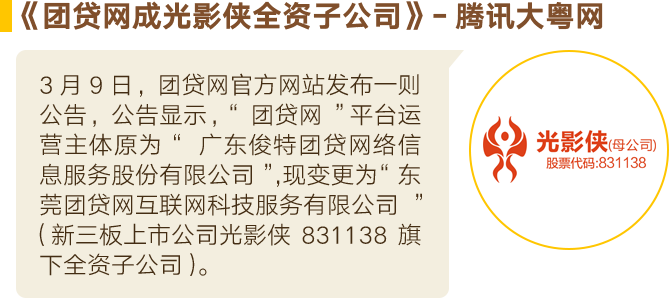 《团贷网成光影侠全资子公司》- 腾讯大粤网
3 月 9 日，团贷网官方网站发布一则
公告，公告显示，“ 团贷网 ”平台运
营主体原为“ 广东俊特团贷网络信
息服务股份有限公司 ”,现变更为“ 东
莞团贷网互联网科技服务有限公司 ”
( 新三板上市公司光影侠 831138 旗
下全资子公司 )。
光影侠(母公司)
股票代码:831138